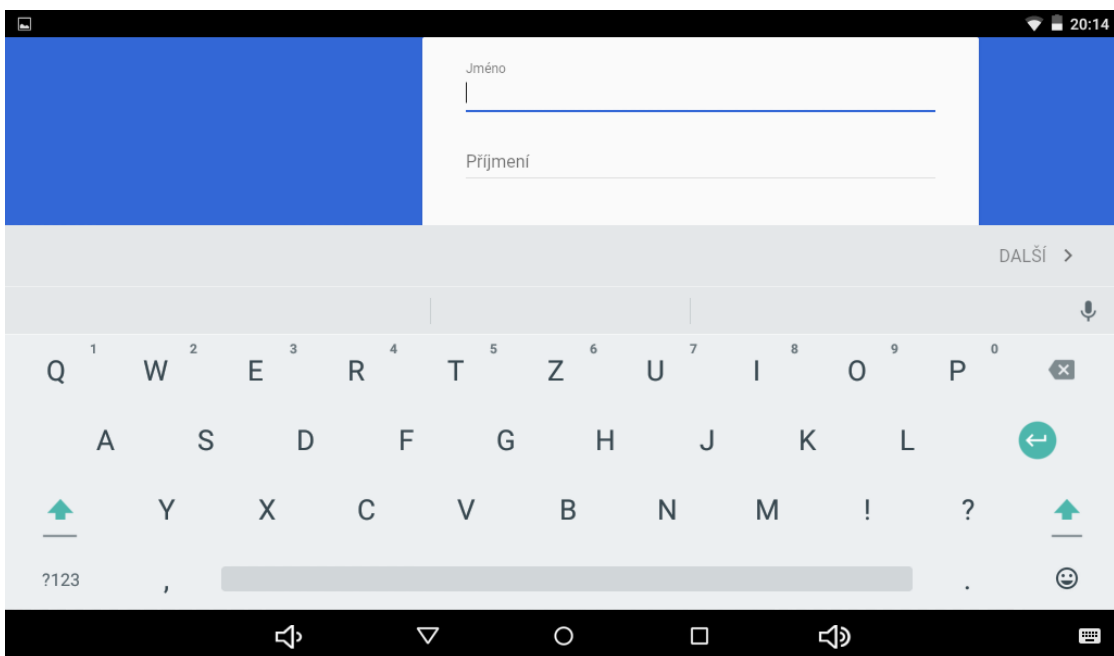 20:14
Jméno
Příjmení
DALŠÍ
1 2 3 4 5 6 7 8 9 0
Q W E R T Z U I O P
A S D F G H J K L
Y X C V B N M ! ?
?123 , .